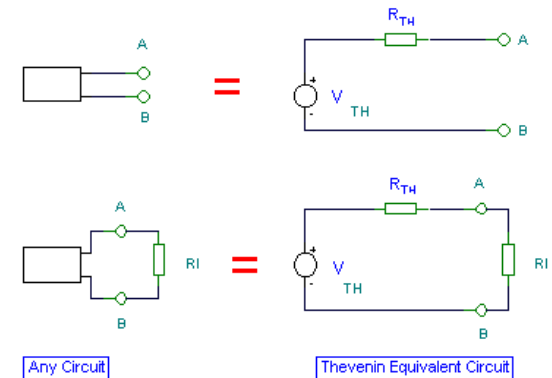 A
B
=
R TH
+
V TH
-
A
B
A
B
Rl
=
R TH
A
+
V TH
-
B
Rl
Any Circuit
Thevenin Equivalent Circuit